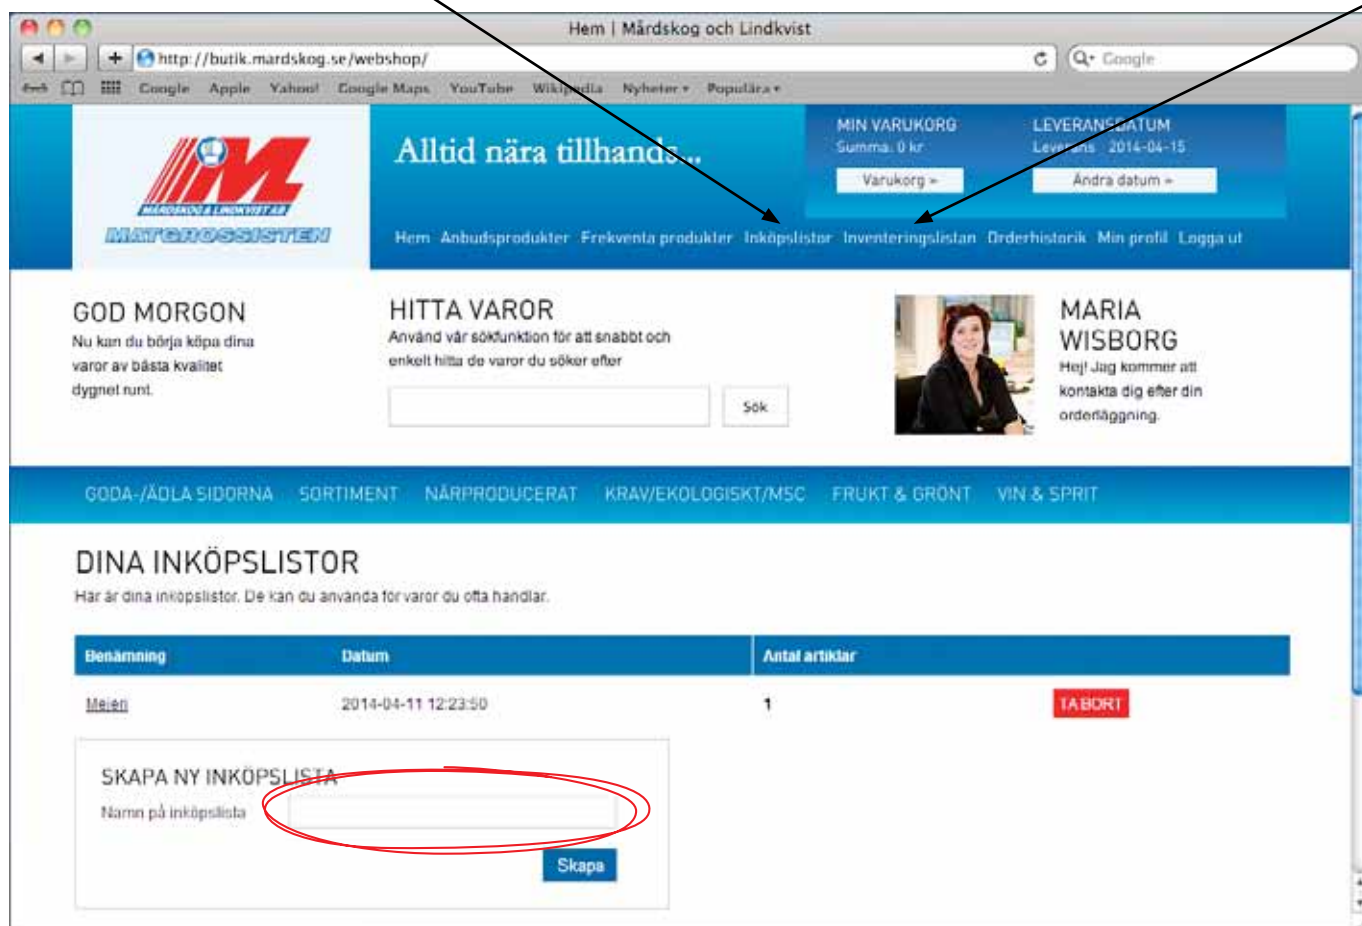 Hem | Mårdskog och Lindkvist
http://butik.mardskog.se/webshop/
Google
Google Apple Yahoo! Google Maps YouTube Wikipedia Nyheter Populära
MÅRDSKOG & LINDKVIST AB
MATGROSSISTEN
Alltid nära tillhands...
MIN VARUKORG
Summa: 0 kr
Varukorg »
LEVERANSDATUM
Leverans 2014-04-15
Ändra datum »
Hem Anbudsprodukter Frekventa produkter Inköpslistor Inventeringslistan Orderhistorik Min profil Logga ut
GOD MORGON
Nu kan du börja köpa dina
varor av bästa kvalitet
dygnet runt.
HITTA VAROR
Använd vår sökfunktion för att snabbt och
enkelt hitta de varor du söker efter
Sök
MARIA
WISBORG
Hej! Jag kommer att
kontakta dig efter din
orderläggning.
GODA-/ÄDLA SIDORNA SORTIMENT NÄRPRODUCERAT KRAV/EKOLOGISKT/MSC FRUKT & GRÖNT VIN & SPRIT
DINA INKÖPSLISTOR
Här är dina inköpslistor. De kan du använda för varor du ofta handlar.
Benämning Datum Antal artiklar
Mejeri 2014-04-11 12:23:50 1 TA BORT
SKAPA NY INKÖPSLISTA
Namn på inköpslista
Skapa